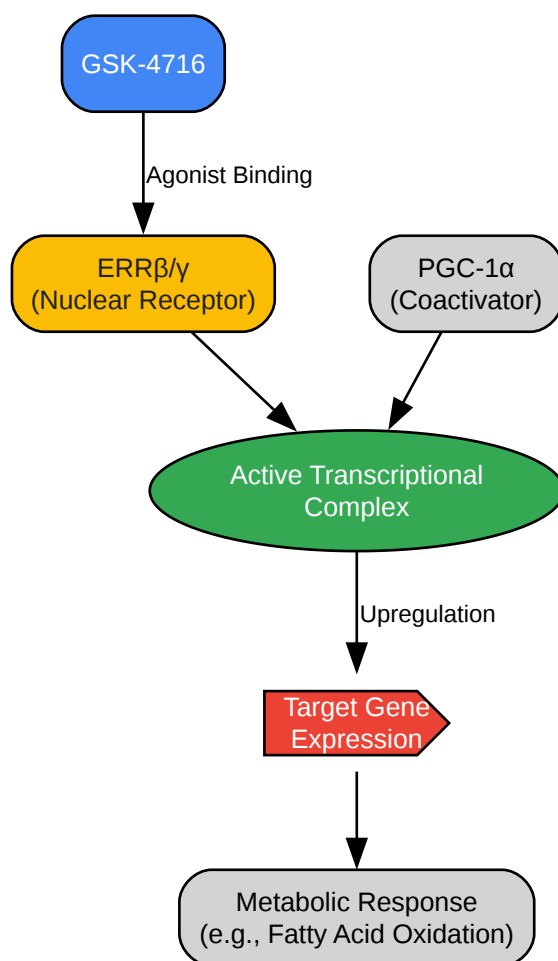 GSK-4716
Agonist Binding
ERRβ/γ
(Nuclear Receptor)
PGC-1α
(Coactivator)
Active Transcriptional
Complex
Upregulation
Target Gene
Expression
Metabolic Response
(e.g., Fatty Acid Oxidation)